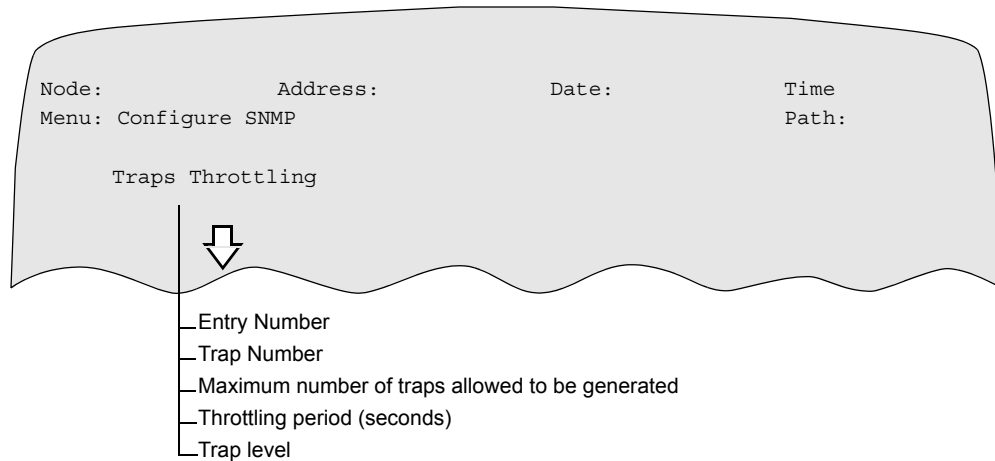 Node: Address: Date: Time
Menu: Configure SNMP Path:
Traps Throttling
Entry Number
Trap Number
Maximum number of traps allowed to be generated
Throttling period (seconds)
Trap level